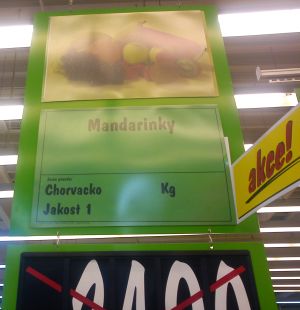 Mandarinky
Chorvacko Kg
Jakost 1
akce!